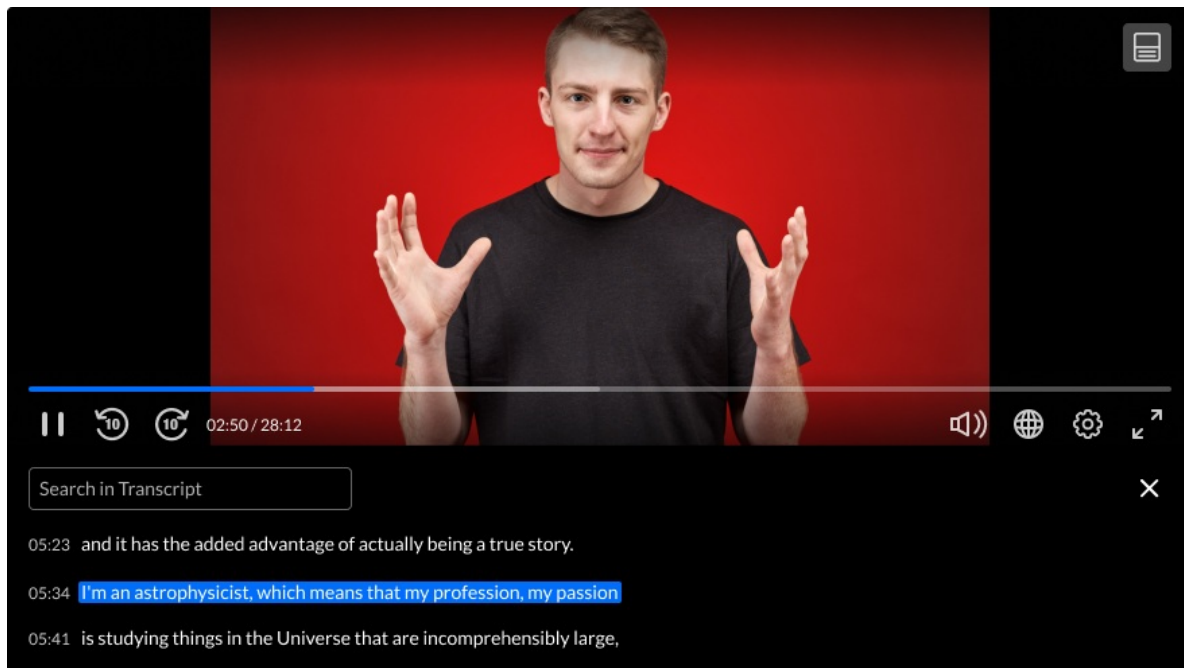 10
10
02:50 / 28:12
Search in Transcript
05:23 and it has the added advantage of actually being a true story.
05:34 I'm an astrophysicist, which means that my profession, my passion
05:41 is studying things in the Universe that are incomprehensibly large,